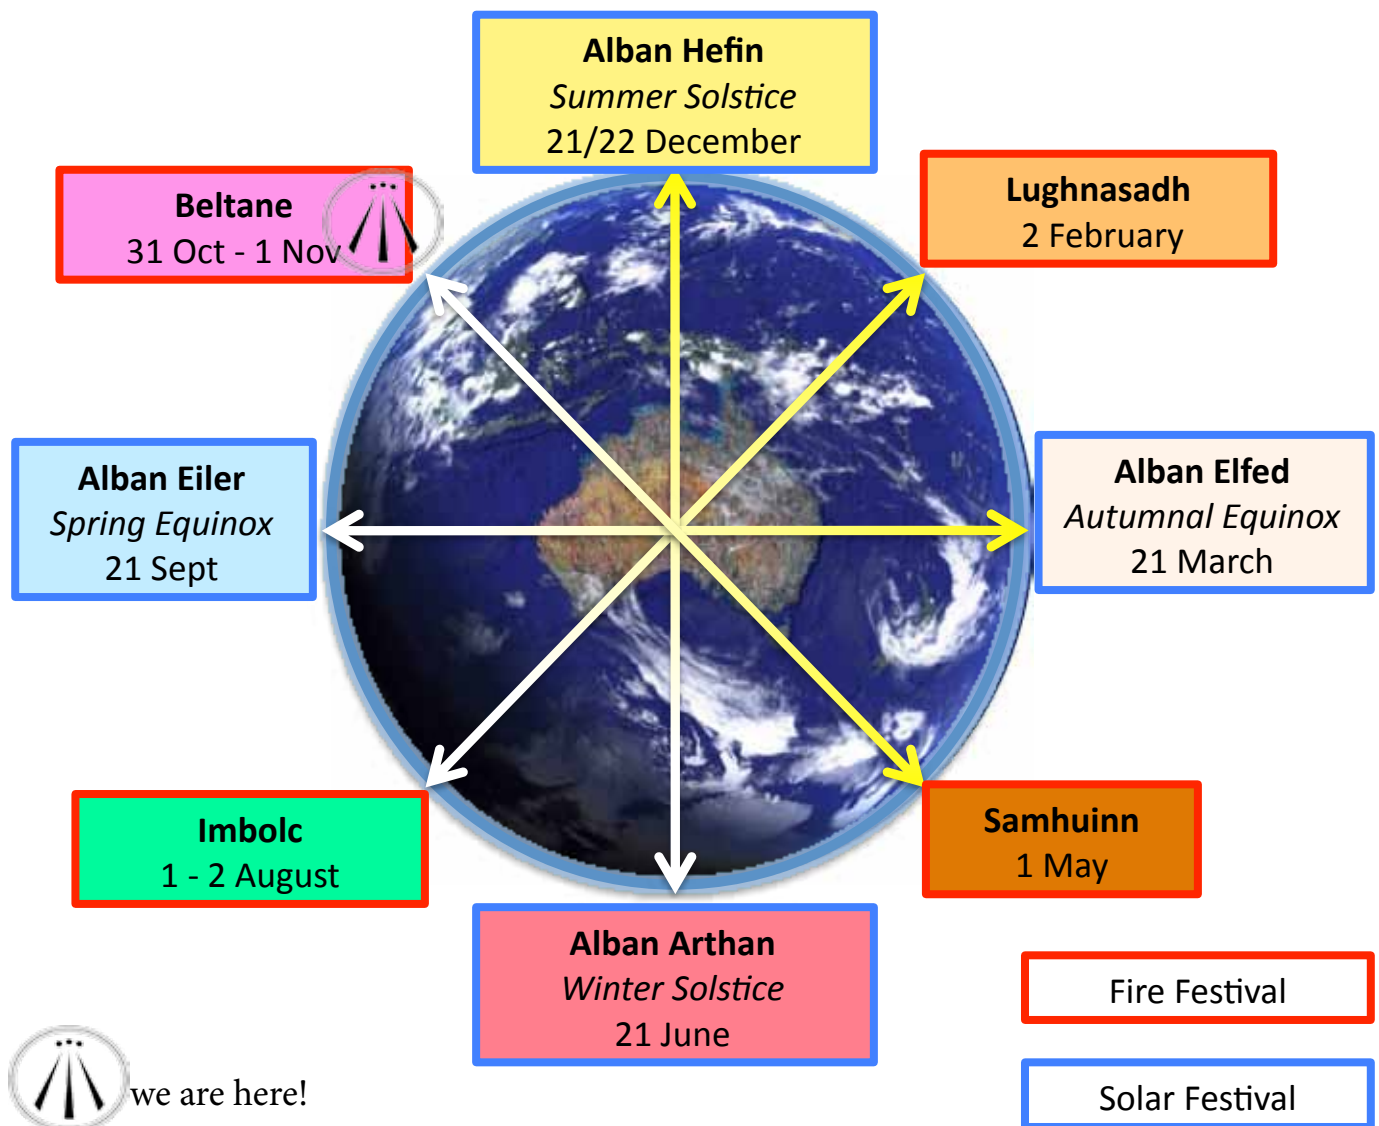 Alban Hefin
Summer Solstice
21/22 December
Beltane
31 Oct - 1 Nov
Lughnasadh
2 February
Alban Eiler
Spring Equinox
21 Sept
Alban Elfed
Autumnal Equinox
21 March
Imbolc
1 - 2 August
Samhuinn
1 May
Alban Arthan
Winter Solstice
21 June
Fire Festival
we are here!
Solar Festival